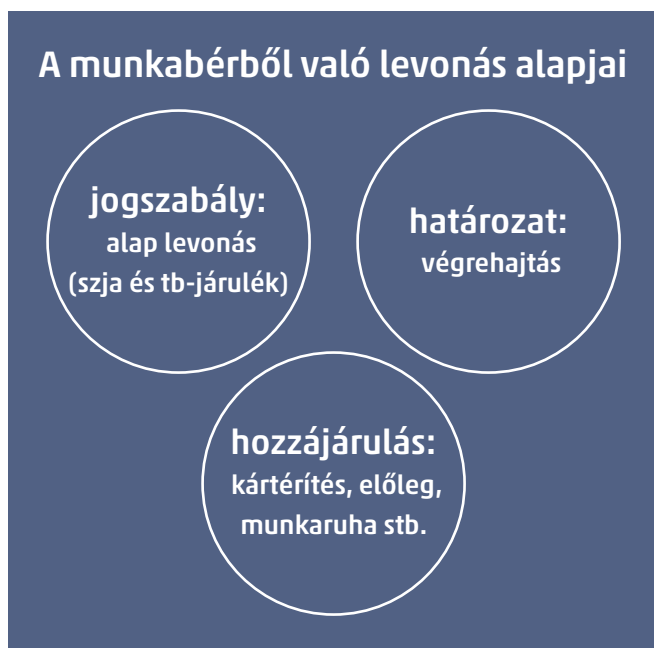 A munkabérből való levonás alapjai
jogszabály:
alap levonás
(szja és tb-járulék)
határozat:
végrehajtás
hozzájárulás:
kártérítés, előleg,
munkaruha stb.